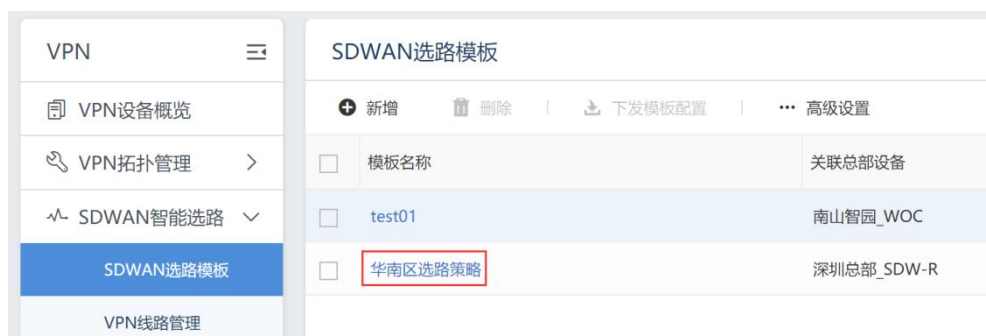 VPN
VPN设备概览
VPN拓扑管理
SDWAN智能选路
SDWAN选路模板
VPN线路管理
SDWAN选路模板
新增 删除 下发模板配置 高级设置
模板名称 关联总部设备
test01 南山智园_WOC
华南区选路策略 深圳总部_SDW-R